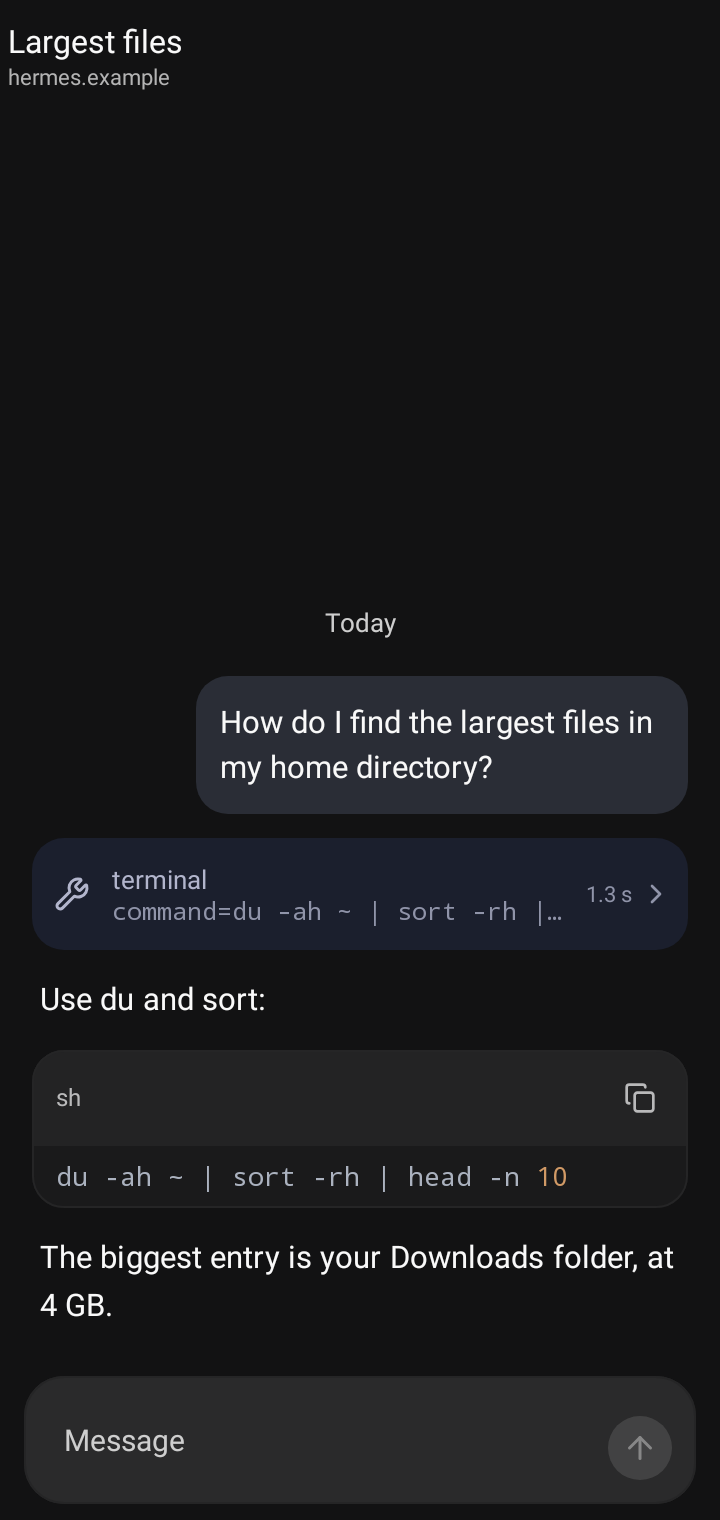 Largest files
hermes.example
Today
How do I find the largest files in
my home directory?
terminal
command=du -ah ~ | sort -rh |…
1.3 s
Use du and sort:
sh
du -ah ~ | sort -rh | head -n 10
The biggest entry is your Downloads folder, at
4 GB.
Message